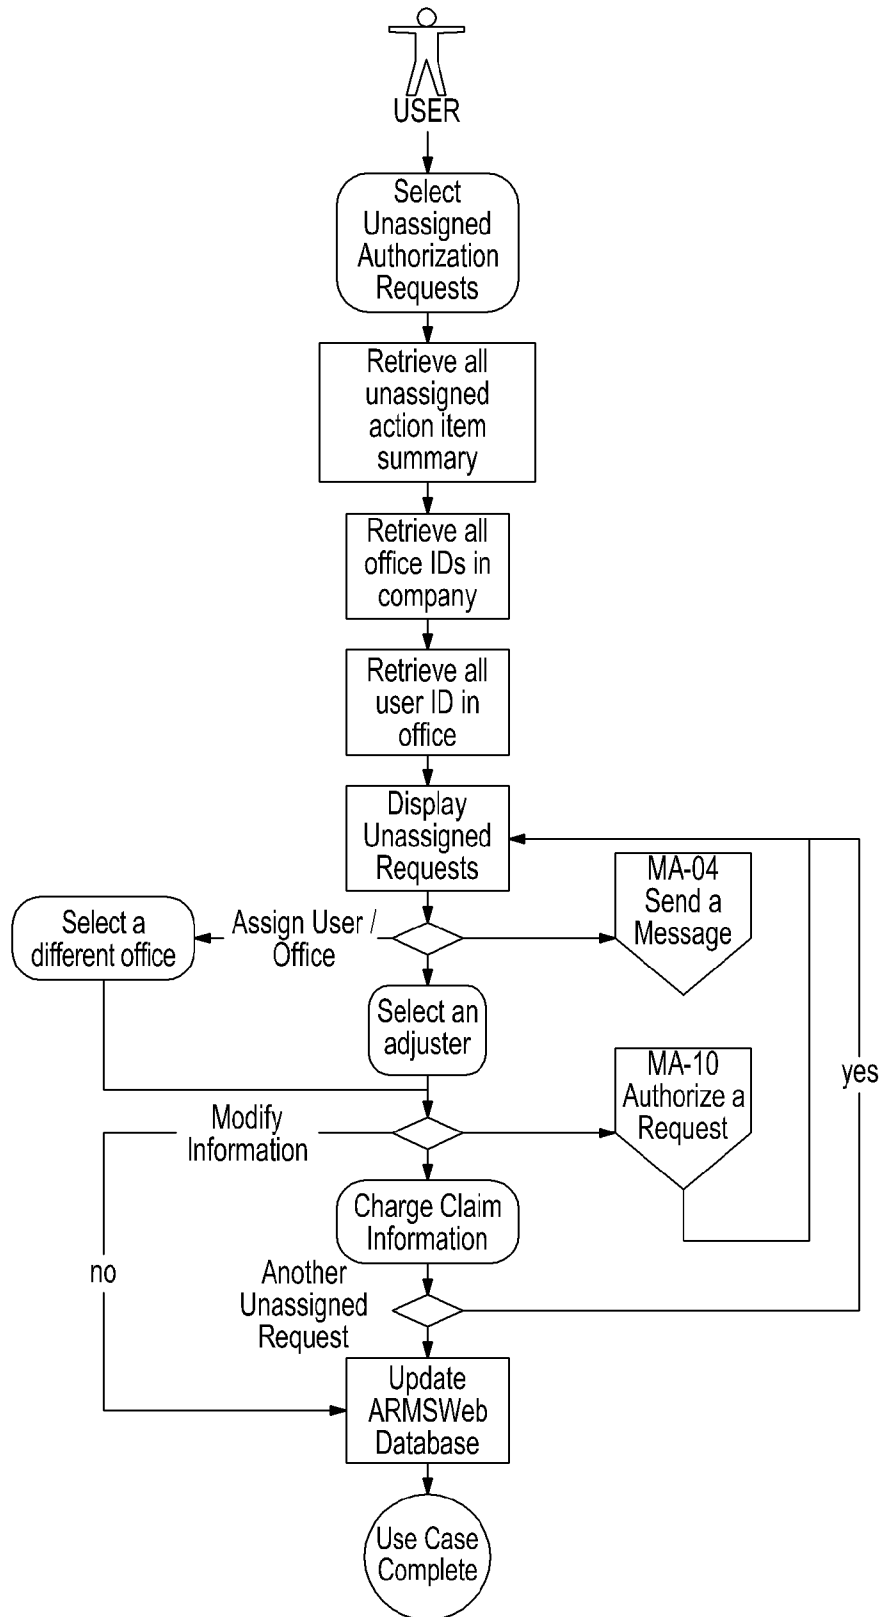 USER
Select
Unassigned
Authorization
Requests
Retrieve all
unassigned
action item
summary
Retrieve all
office IDs in
company
Retrieve all
user ID in
office
Display
Unassigned
Requests
MA-04
Send a
Message
Select a
different office
Assign User /
Office
Select an
adjuster
MA-10
Authorize a
Request
yes
Modify
Information
Charge Claim
Information
no
Another
Unassigned
Request
Update
ARMSWeb
Database
Use Case
Complete